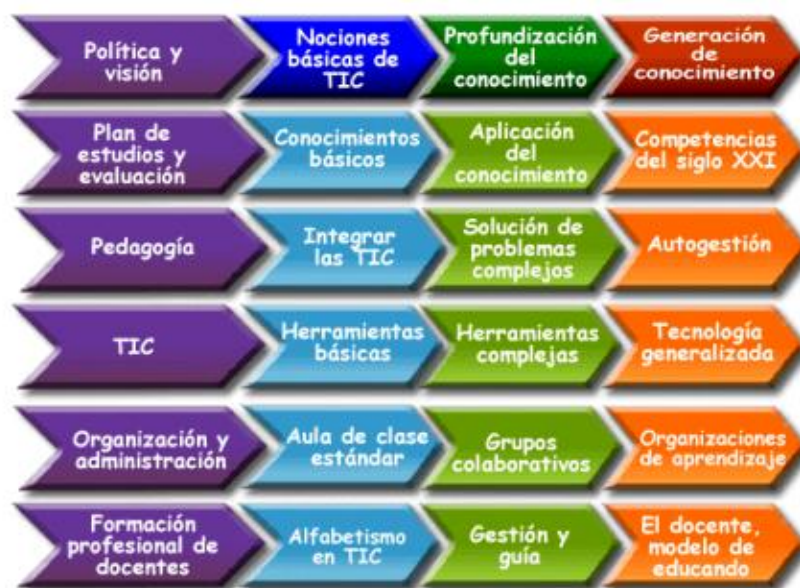 Política y
visión
Nociones
básicas de
TIC
Profundización
del
conocimiento
Generación
de
conocimiento
Plan de
estudios y
evaluación
Conocimientos
básicos
Aplicación
del
conocimiento
Competencias
del siglo XXI
Pedagogía
Integrar
las TIC
Solución de
problemas
complejos
Autogestión
TIC
Herramientas
básicas
Herramientas
complejas
Tecnología
generalizada
Organización y
administración
Aula de clase
estándar
Grupos
colaborativos
Organizaciones
de aprendizaje
Formación
profesional de
docentes
Alfabetismo
en TIC
Gestión y
guía
El docente,
modelo de
educando